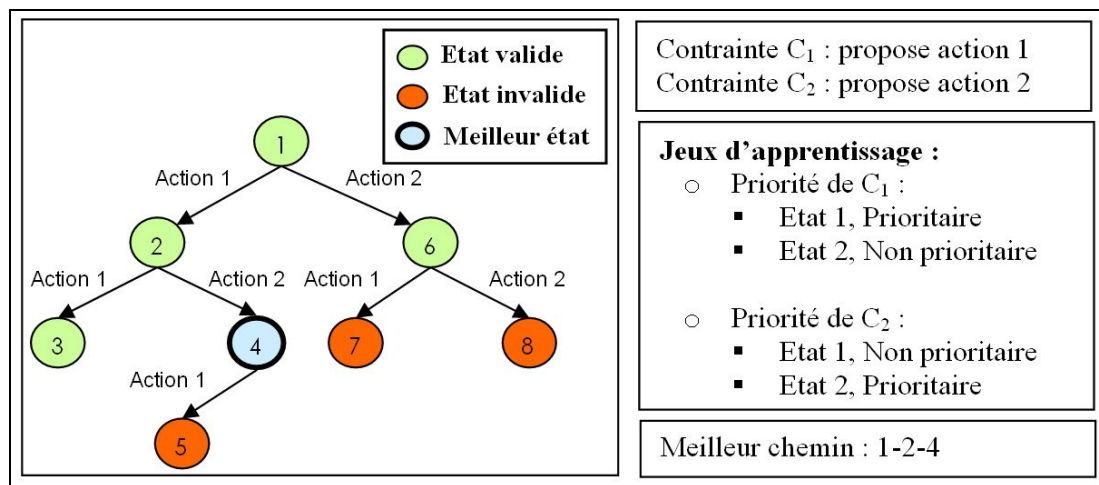 Etat valide
Etat invalide
Meilleur état
1
Action 1
Action 2
2
6
Action 1
Action 2
Action 1
Action 2
3
4
7
8
Action 1
5
Contrainte C₁ : propose action 1
Contrainte C₂ : propose action 2
Jeux d'apprentissage :
○ Priorité de C₁ :
▪ Etat 1, Prioritaire
▪ Etat 2, Non prioritaire
○ Priorité de C₂ :
▪ Etat 1, Non prioritaire
▪ Etat 2, Prioritaire
Meilleur chemin : 1-2-4